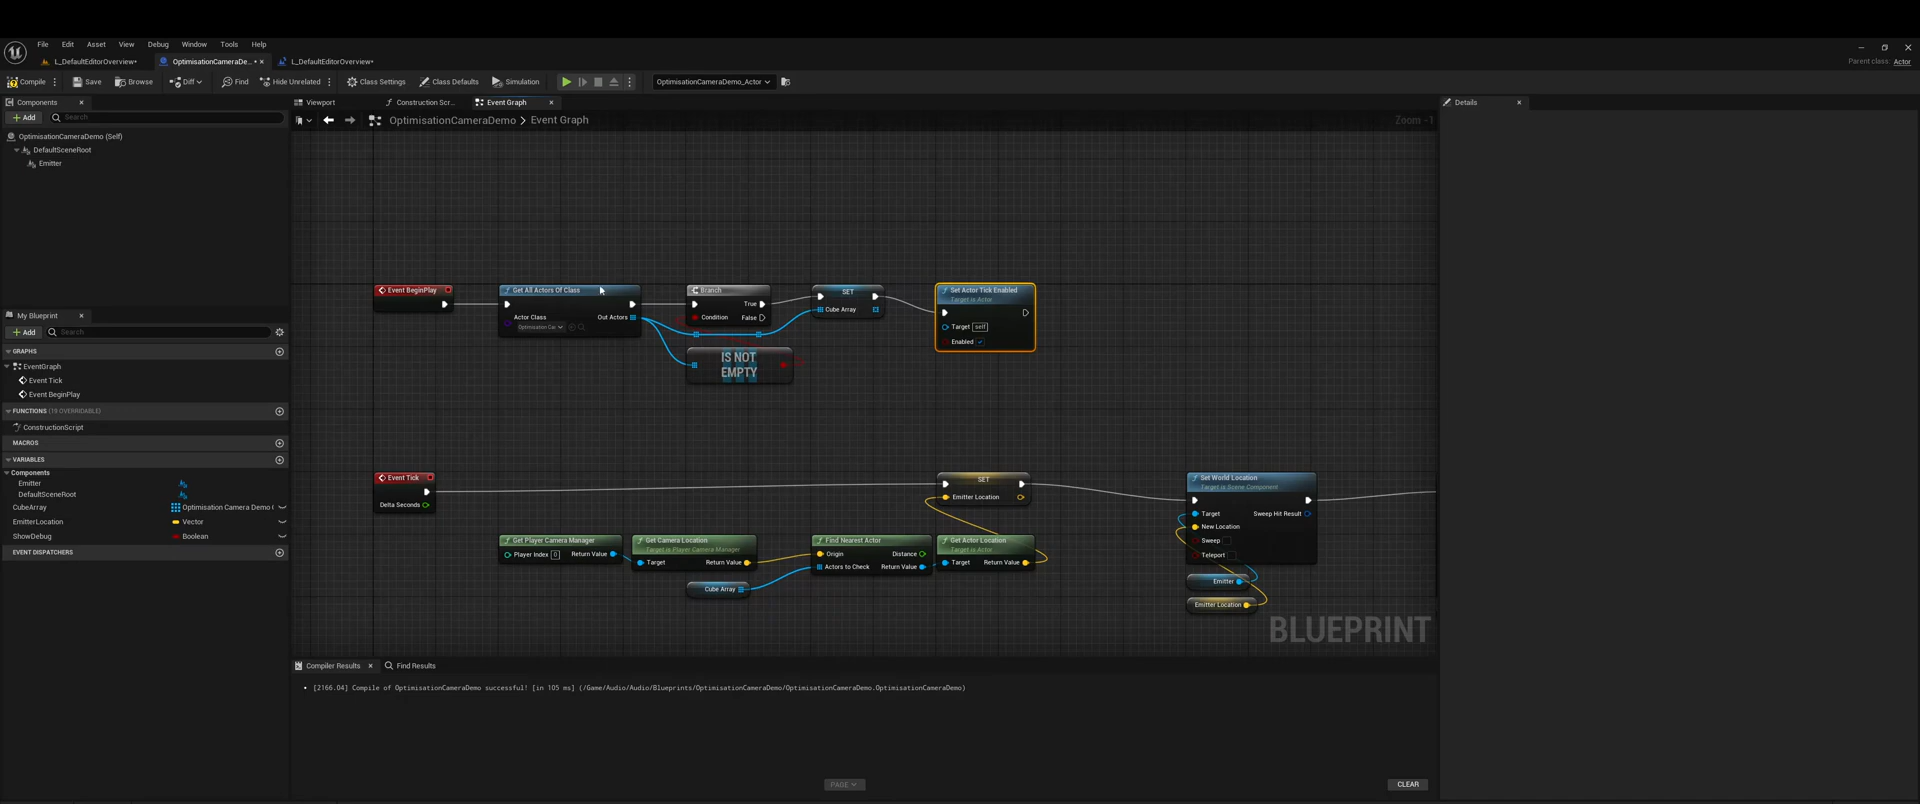 File Edit Asset View Debug Window Tools Help
L_DefaultEditorOverview* OptimisationCameraDe... • L_DefaultEditorOverview*
Parent class: Actor
Compile Save Browse Diff Find Hide Unrelated Class Settings Class Defaults Simulation OptimisationCameraDemo_Actor
Components
Add Search
OptimisationCameraDemo (Self)
DefaultSceneRoot
Emitter
My Blueprint
Add Search
GRAPHS
EventGraph
Event Tick
Event BeginPlay
FUNCTIONS (18 OVERRIDABLE)
ConstructionScript
MACROS
VARIABLES
Components
Emitter
DefaultSceneRoot
CubeArray Optimisation Camera Demo
EmitterLocation Vector
ShowDebug Boolean
EVENT DISPATCHERS
Viewport Construction Scr... Event Graph
OptimisationCameraDemo > Event Graph
Zoom -1
Event BeginPlay
Get All Actors Of Class
Actor Class Out Actors
Optimisation Car
Branch
True
Condition False
IS NOT
EMPTY
SET
Cube Array
Set Actor Tick Enabled
Target is Actor
Target self
Enabled
Event Tick
Delta Seconds
Get Player Camera Manager
Player Index 0 Return Value
Get Camera Location
Target is Player Camera Manager
Target Return Value
Cube Array
Find Nearest Actor
Origin Distance
Actors to Check Return Value
Get Actor Location
Target is Actor
Target Return Value
SET
Emitter Location
Set World Location
Target is Scene Component
Target Sweep Hit Result
New Location
Sweep
Teleport
Emitter
Emitter Location
BLUEPRINT
Compiler Results Find Results
• [2166.04] Compile of OptimisationCameraDemo successful! [in 105 ms] (/Game/Audio/Audio/Blueprints/OptimisationCameraDemo/OptimisationCameraDemo.OptimisationCameraDemo)
PAGE
CLEAR
Details